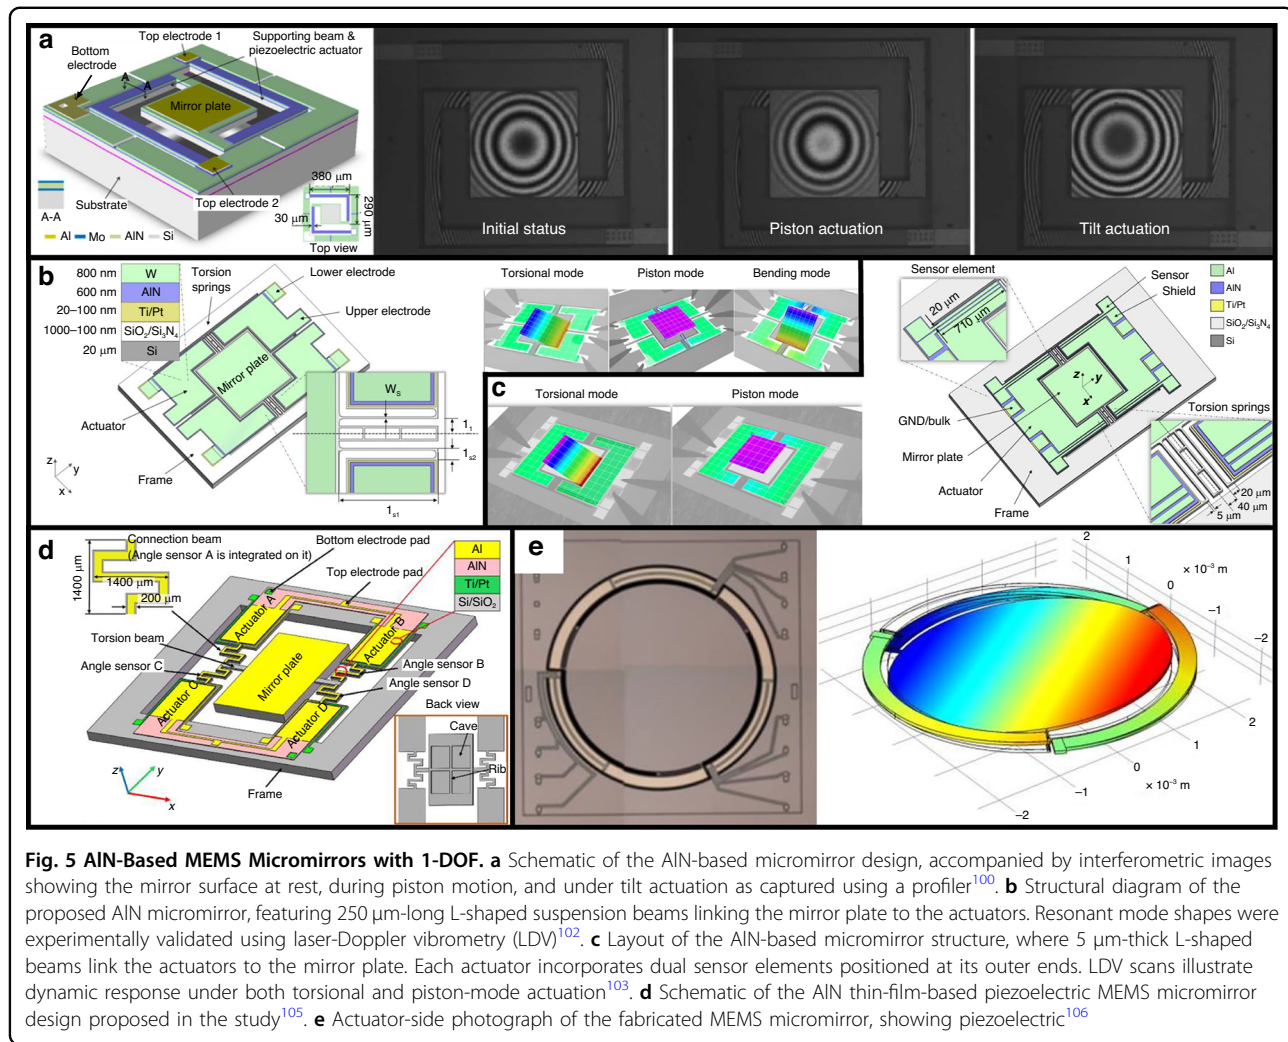 a
Top electrode 1
Supporting beam &
piezoelectric actuator
Bottom
electrode
A
A
Mirror plate
Substrate
Top electrode 2
A-A
Al Mo AlN Si
380 µm
290 µm
30 µm
Top view
Initial status
Piston actuation
Tilt actuation
b
800 nm W
600 nm AlN
20–100 nm Ti/Pt
1000–100 nm SiO₂/Si₃N₄
20 µm Si
Torsion
springs
Lower electrode
Upper electrode
Mirror plate
Actuator
Frame
z
y
x
Wₛ
1₁
1ₛ₂
1ₛ₁
Torsional mode
Piston mode
Bending mode
c
Torsional mode
Piston mode
Sensor element
20 µm
710 µm
Sensor
Shield
Al
AlN
Ti/Pt
SiO₂/Si₃N₄
Si
z
y
x
GND/bulk
Mirror plate
Actuator
Frame
Torsion springs
20 µm
40 µm
5 µm
d
Connection beam
(Angle sensor A is integrated on it)
1400 µm
1400 µm
200 µm
Bottom electrode pad
Top electrode pad
Al
AlN
Ti/Pt
Si/SiO₂
Actuator A
Actuator B
Torsion beam
Angle sensor C
Mirror plate
Angle sensor B
Angle sensor D
Actuator C
Actuator D
Back view
Cave
Rib
Frame
z
y
x
e
2
1
0
−1
−2
× 10⁻³ m
2
1
0
−1
−2
× 10⁻³ m
Fig. 5 AlN-Based MEMS Micromirrors with 1-DOF. a Schematic of the AlN-based micromirror design, accompanied by interferometric images
showing the mirror surface at rest, during piston motion, and under tilt actuation as captured using a profiler¹⁰⁰. b Structural diagram of the
proposed AlN micromirror, featuring 250 µm-long L-shaped suspension beams linking the mirror plate to the actuators. Resonant mode shapes were
experimentally validated using laser-Doppler vibrometry (LDV)¹⁰². c Layout of the AlN-based micromirror structure, where 5 µm-thick L-shaped
beams link the actuators to the mirror plate. Each actuator incorporates dual sensor elements positioned at its outer ends. LDV scans illustrate
dynamic response under both torsional and piston-mode actuation¹⁰³. d Schematic of the AlN thin-film-based piezoelectric MEMS micromirror
design proposed in the study¹⁰⁵. e Actuator-side photograph of the fabricated MEMS micromirror, showing piezoelectric¹⁰⁶